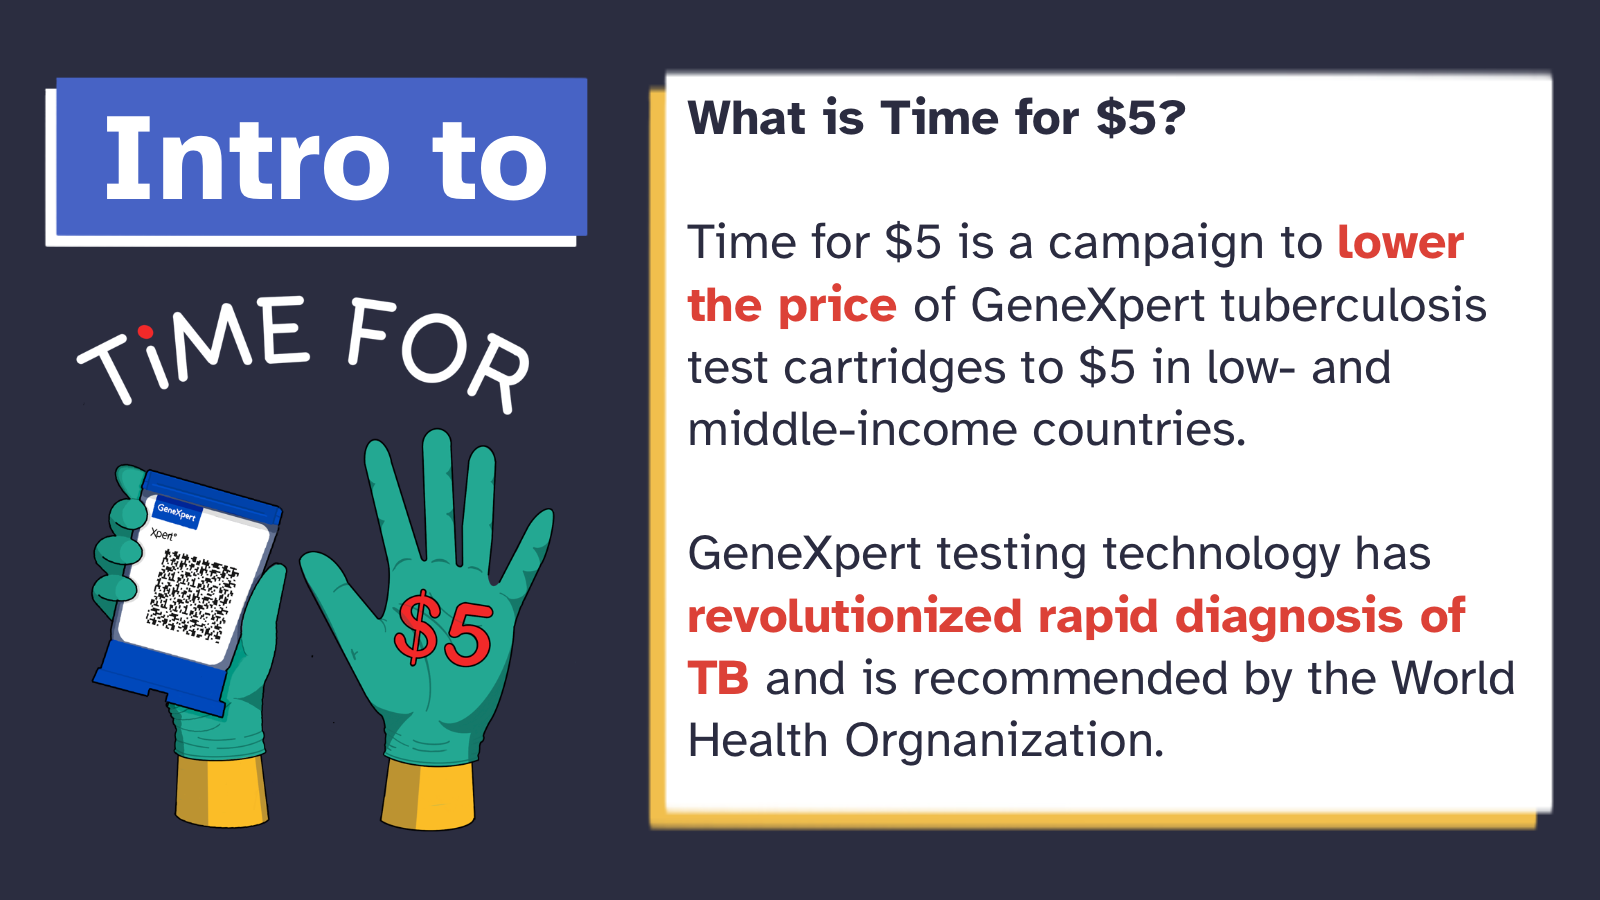 Intro to
TiME FOR
GeneXpert
Xpert®
$5
What is Time for $5?
Time for $5 is a campaign to lower
the price of GeneXpert tuberculosis
test cartridges to $5 in low- and
middle-income countries.
GeneXpert testing technology has
revolutionized rapid diagnosis of
TB and is recommended by the World
Health Orgnanization.